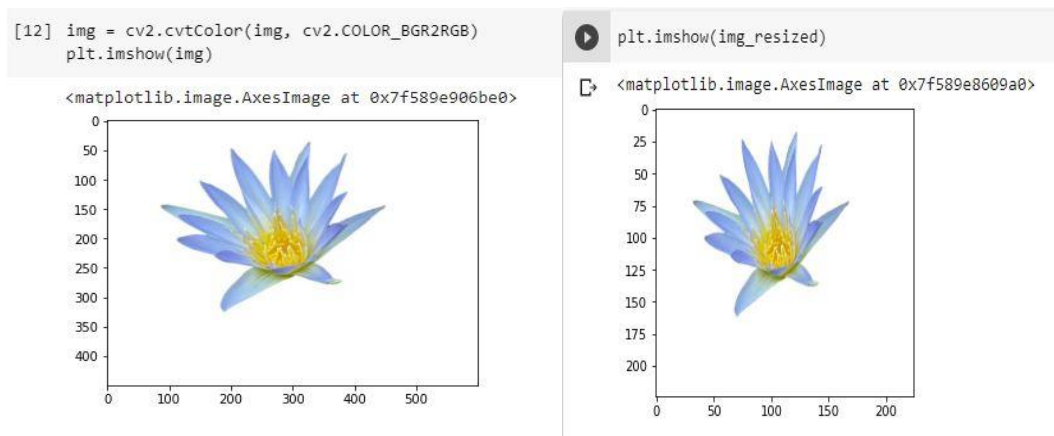 [12] img = cv2.cvtColor(img, cv2.COLOR_BGR2RGB)
plt.imshow(img)
<matplotlib.image.AxesImage at 0x7f589e906be0>
0
50
100
150
200
250
300
350
400
0 100 200 300 400 500
plt.imshow(img_resized)
<matplotlib.image.AxesImage at 0x7f589e8609a0>
0
25
50
75
100
125
150
175
200
0 50 100 150 200